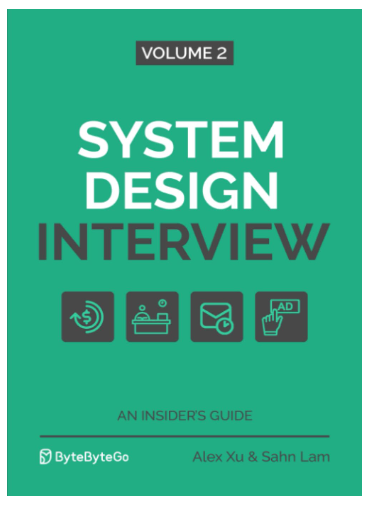 VOLUME 2
SYSTEM
DESIGN
INTERVIEW
AD
AN INSIDER'S GUIDE
ByteByteGo
Alex Xu & Sahn Lam